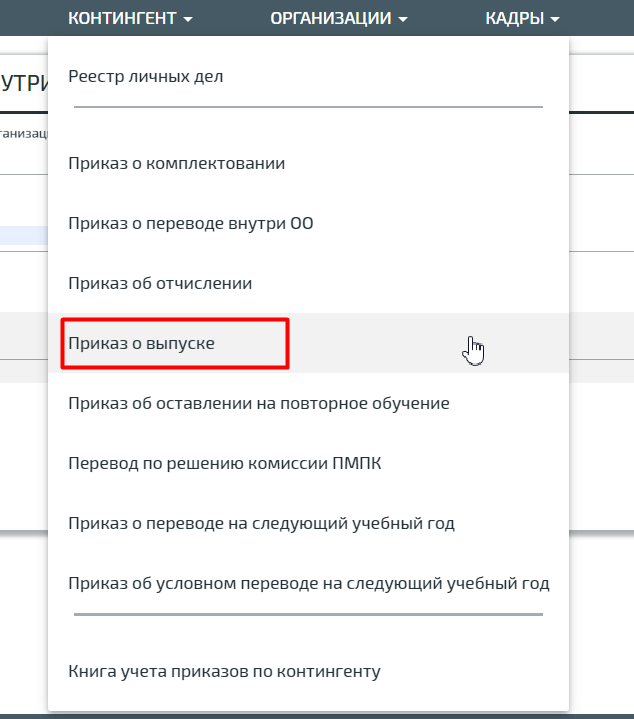 КОНТИНГЕНТ ОРГАНИЗАЦИИ КАДРЫ
Реестр личных дел
УТРИ
ганизаци
Приказ о комплектовании
Приказ о переводе внутри ОО
Приказ об отчислении
Приказ о выпуске
Приказ об оставлении на повторное обучение
Перевод по решению комиссии ПМПК
Приказ о переводе на следующий учебный год
Приказ об условном переводе на следующий учебный год
Книга учета приказов по контингенту